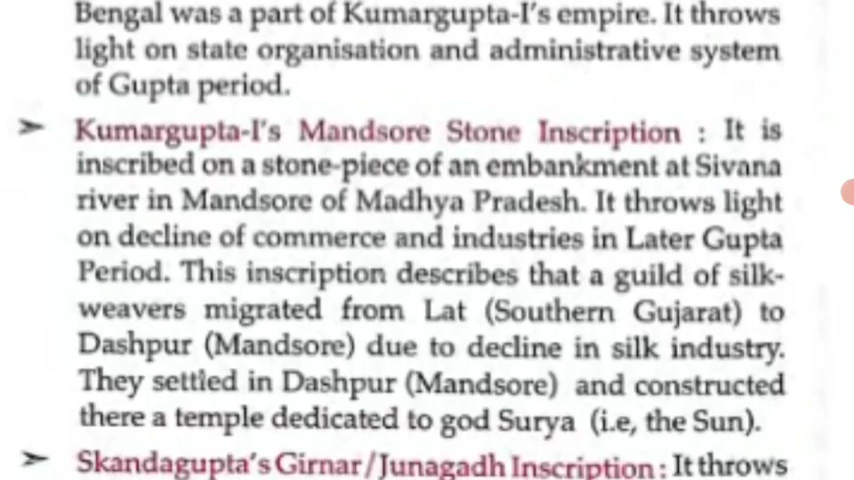 Bengal was a part of Kumargupta-I's empire. It throws
light on state organisation and administrative system
of Gupta period.
➤ Kumargupta-I's Mandsore Stone Inscription : It is
inscribed on a stone-piece of an embankment at Sivana
river in Mandsore of Madhya Pradesh. It throws light
on decline of commerce and industries in Later Gupta
Period. This inscription describes that a guild of silk-
weavers migrated from Lat (Southern Gujarat) to
Dashpur (Mandsore) due to decline in silk industry.
They settled in Dashpur (Mandsore) and constructed
there a temple dedicated to god Surya (i.e, the Sun).
➤ Skandagupta's Girnar/Junagadh Inscription : It throws